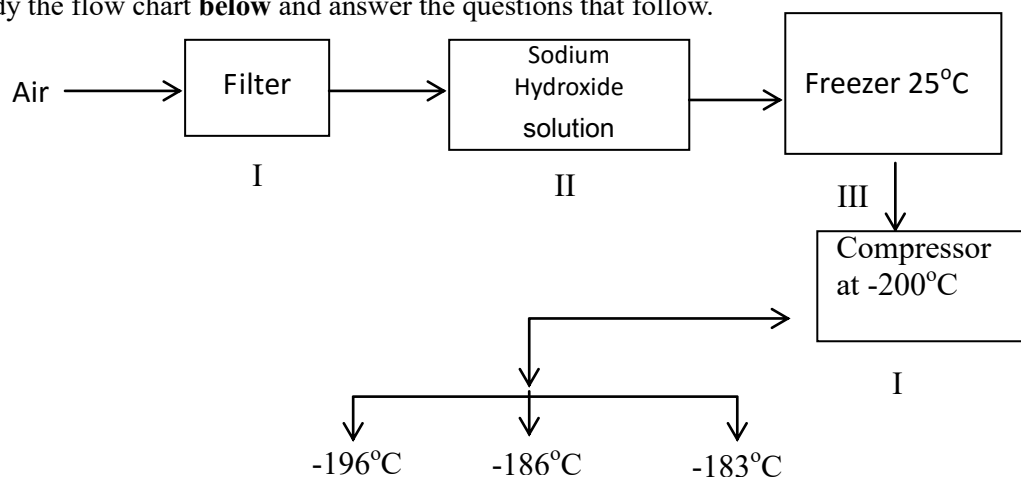 dy the flow chart below and answer the questions that follow.
Air
Filter
Sodium
Hydroxide
solution
Freezer 25°C
I
II
III
Compressor
at -200°C
I
-196°C
-186°C
-183°C